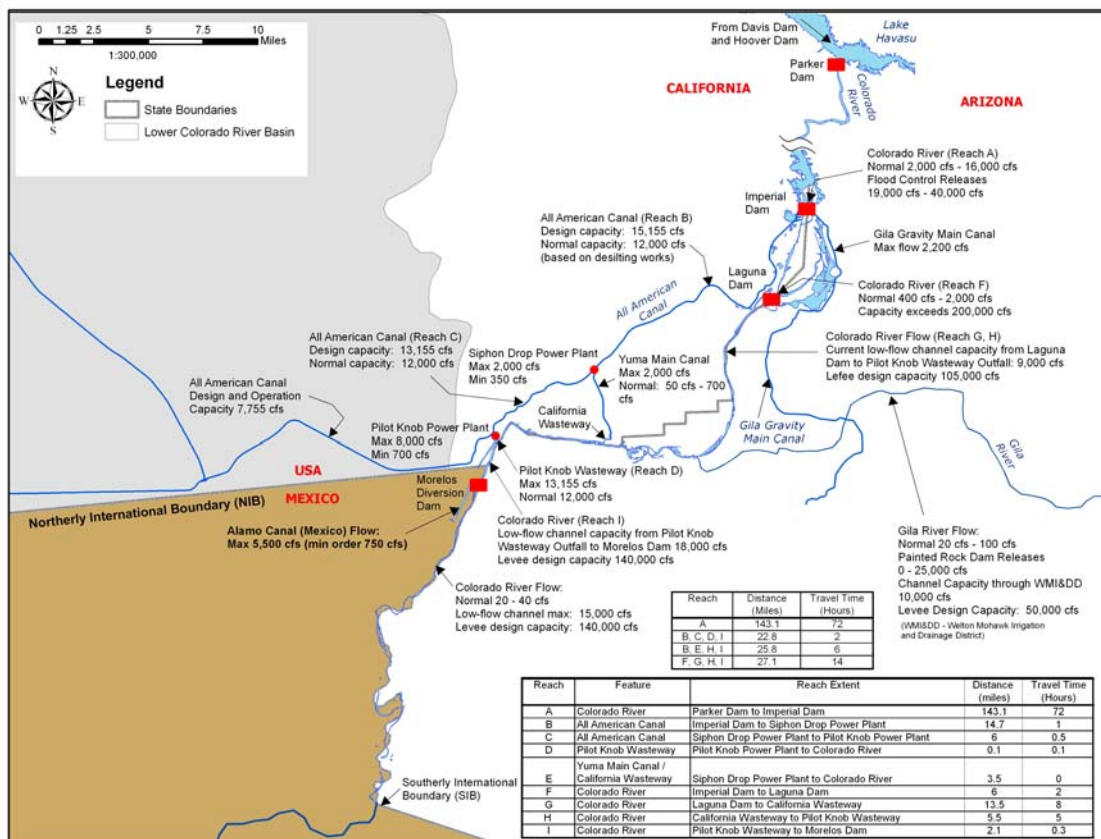 0 1.25 2.5 5 7.5 10
Miles
1:300,000
N
W E
S
Legend
State Boundaries
Lower Colorado River Basin
From Davis Dam
and Hoover Dam
Lake
Havasu
Parker
Dam
CALIFORNIA
ARIZONA
Colorado
River
Colorado River (Reach A)
Normal 2,000 cfs - 16,000 cfs
Flood Control Releases
19,000 cfs - 40,000 cfs
Imperial
Dam
All American Canal (Reach B)
Design capacity: 15,155 cfs
Normal capacity: 12,000 cfs
(based on desilting works)
Gila Gravity Main Canal
Max flow 2,200 cfs
Laguna
Dam
Colorado River (Reach F)
Normal 400 cfs - 2,000 cfs
Capacity exceeds 200,000 cfs
All American
Canal
Colorado River Flow (Reach G, H)
Current low-flow channel capacity from Laguna
Dam to Pilot Knob Wasteway Outfall: 9,000 cfs
Lefee design capacity 105,000 cfs
All American Canal (Reach C)
Design capacity: 13,155 cfs
Normal capacity: 12,000 cfs
Siphon Drop Power Plant
Max 2,000 cfs
Min 350 cfs
Yuma Main Canal
Max 2,000 cfs
Normal: 50 cfs - 700
cfs
All American Canal
Design and Operation
Capacity 7,755 cfs
California
Wasteway
Pilot Knob Power Plant
Max 8,000 cfs
Min 700 cfs
Gila Gravity
Main Canal
Gila
River
USA
MEXICO
Northerly International Boundary (NIB)
Morelos
Diversion
Dam
Pilot Knob Wasteway (Reach D)
Max 13,155 cfs
Normal 12,000 cfs
Alamo Canal (Mexico) Flow:
Max 5,500 cfs (min order 750 cfs)
Colorado River (Reach I)
Low-flow channel capacity from Pilot Knob
Wasteway Outfall to Morelos Dam 18,000 cfs
Levee design capacity 140,000 cfs
Gila River Flow:
Normal 20 cfs - 100 cfs
Painted Rock Dam Releases
0 - 25,000 cfs
Channel Capacity through WMI&DD
10,000 cfs
Levee Design Capacity: 50,000 cfs
(WMI&DD - Welton Mohawk Irrigation
and Drainage District)
Colorado River Flow:
Normal 20 - 40 cfs
Low-flow channel max: 15,000 cfs
Levee design capacity: 140,000 cfs
Reach Distance (Miles) Travel Time (Hours)
A 143.1 72
B, C, D, I 22.8 2
B, E, H, I 25.8 6
F, G, H, I 27.1 14
Reach Feature Reach Extent Distance (miles) Travel Time (Hours)
A Colorado River Parker Dam to Imperial Dam 143.1 72
B All American Canal Imperial Dam to Siphon Drop Power Plant 14.7 1
C All American Canal Siphon Drop Power Plant to Pilot Knob Power Plant 6 0.5
D Pilot Knob Wasteway Pilot Knob Power Plant to Colorado River 0.1 0.1
E Yuma Main Canal / California Wasteway Siphon Drop Power Plant to Colorado River 3.5 0
F Colorado River Imperial Dam to Laguna Dam 6 2
G Colorado River Laguna Dam to California Wasteway 13.5 8
H Colorado River California Wasteway to Pilot Knob Wasteway 5.5 5
I Colorado River Pilot Knob Wasteway to Morelos Dam 2.1 0.3
Southerly International
Boundary (SIB)